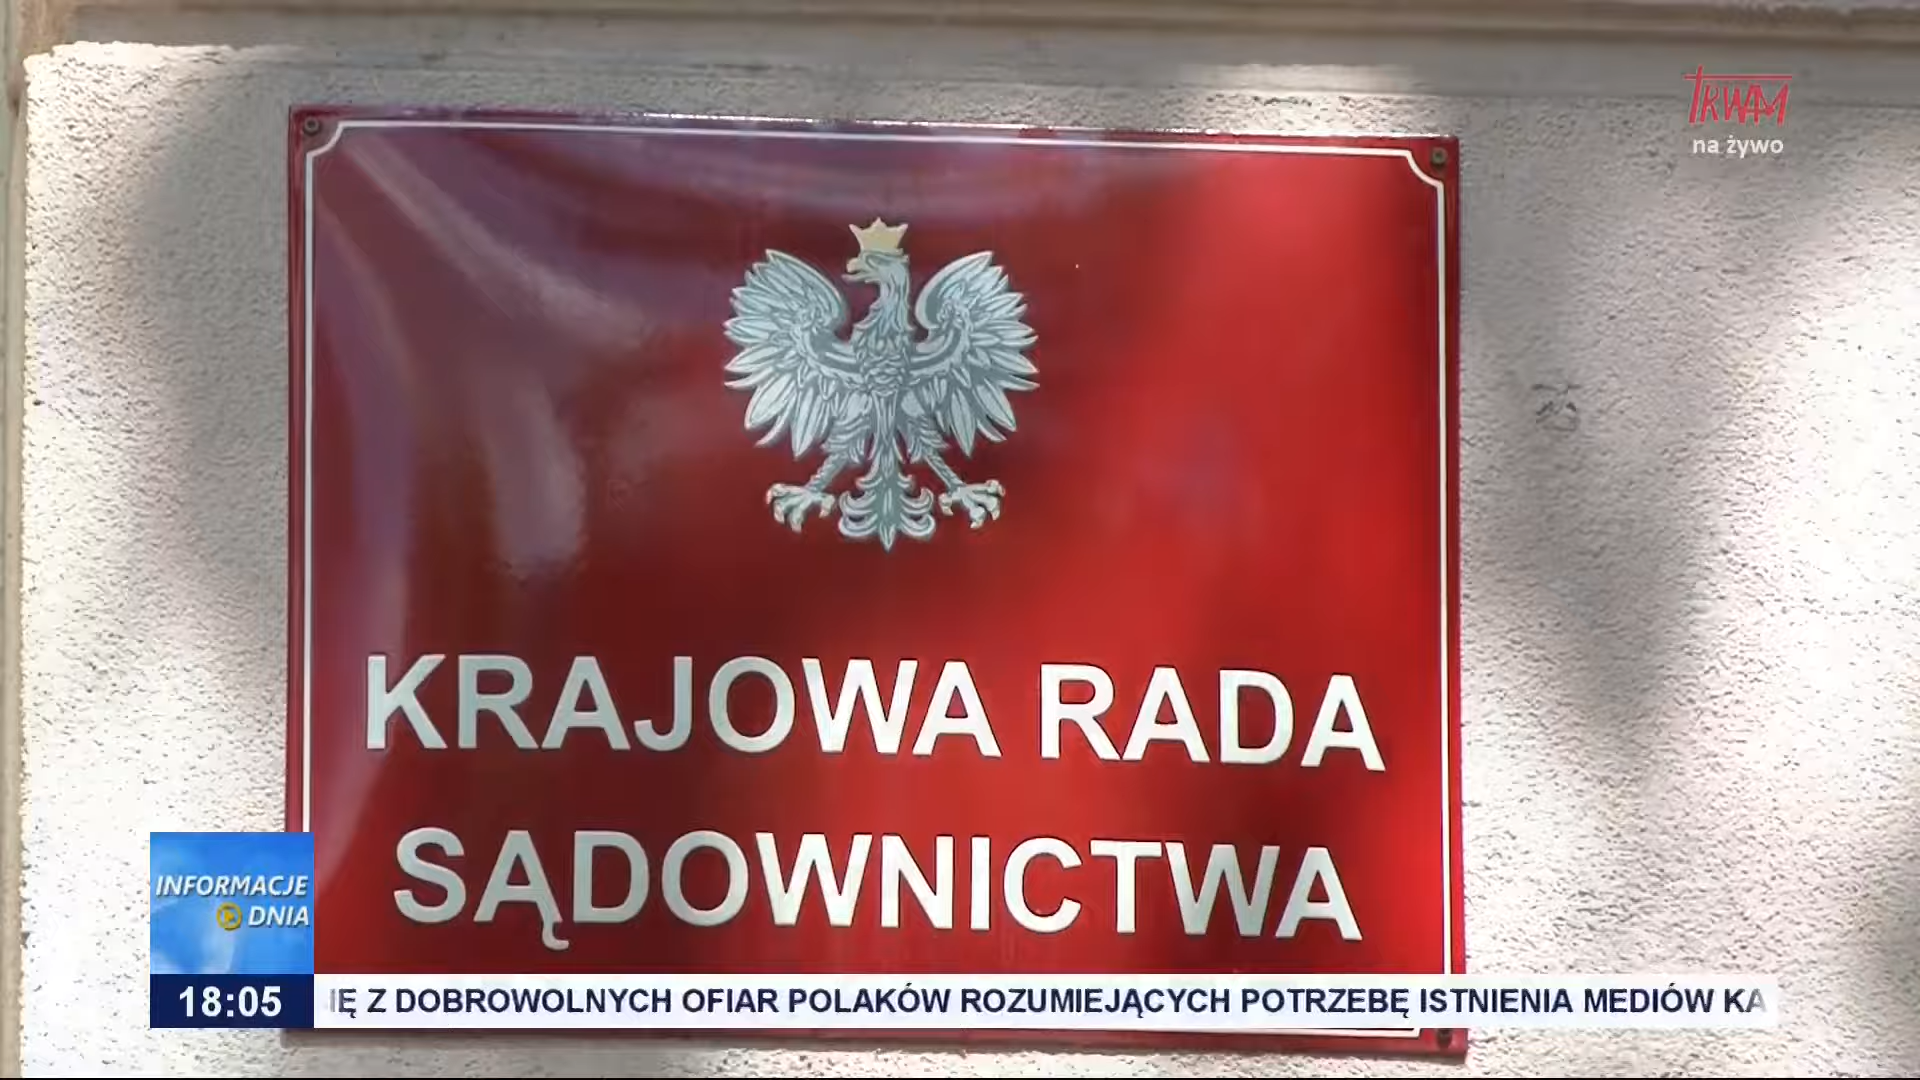 TRWAM
na żywo
KRAJOWA RADA
SĄDOWNICTWA
INFORMACJE
DNIA
18:05
Z DOBROWOLNYCH OFIAR POLAKÓW ROZUMIEJĄCYCH POTRZEBĘ ISTNIENIA MEDIÓW